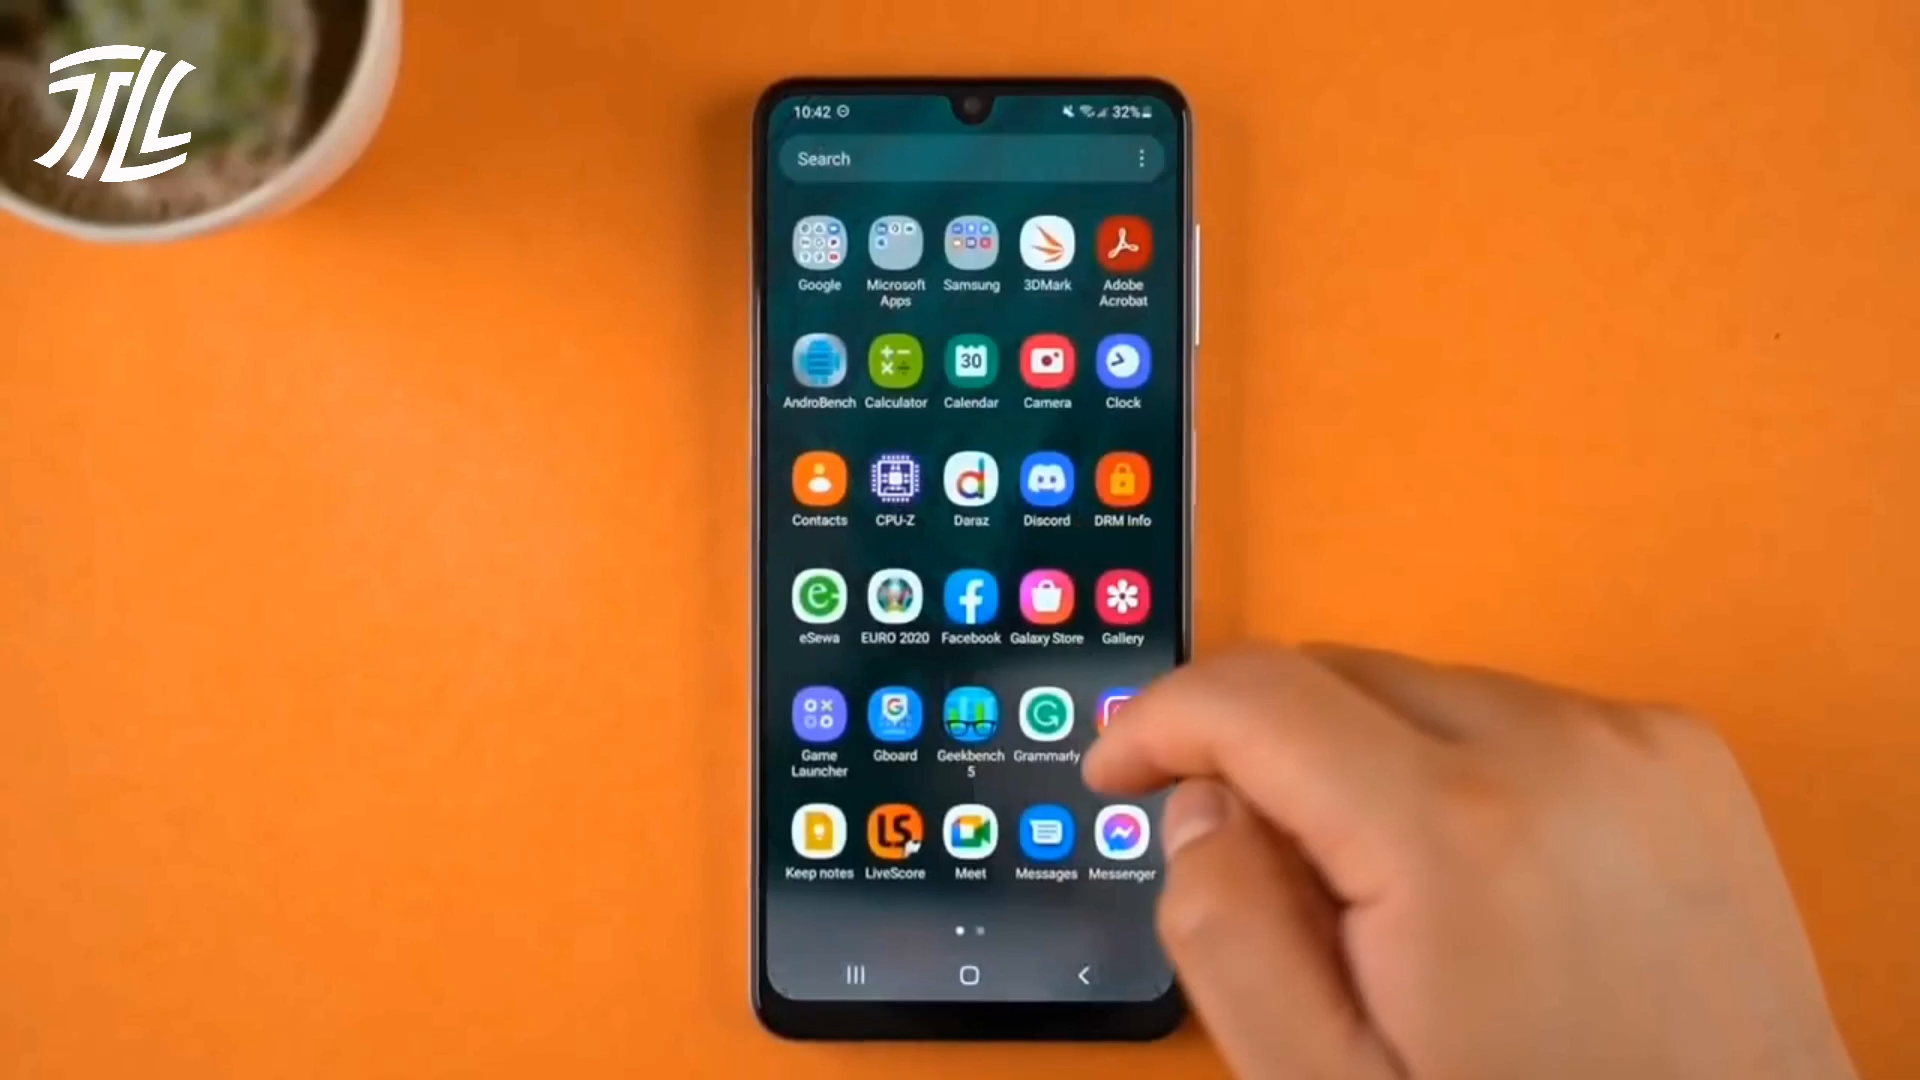 TLL
10:42
32%
Search
Google
Microsoft
Apps
Samsung
3DMark
Adobe
Acrobat
30
AndroBench
Calculator
Calendar
Camera
Clock
Contacts
CPU-Z
Daraz
Discord
DRM Info
eSewa
EURO 2020
Facebook
Galaxy Store
Gallery
Game
Launcher
Gboard
Geekbench
5
Grammarly
LS
Keep notes
LiveScore
Meet
Messages
Messenger